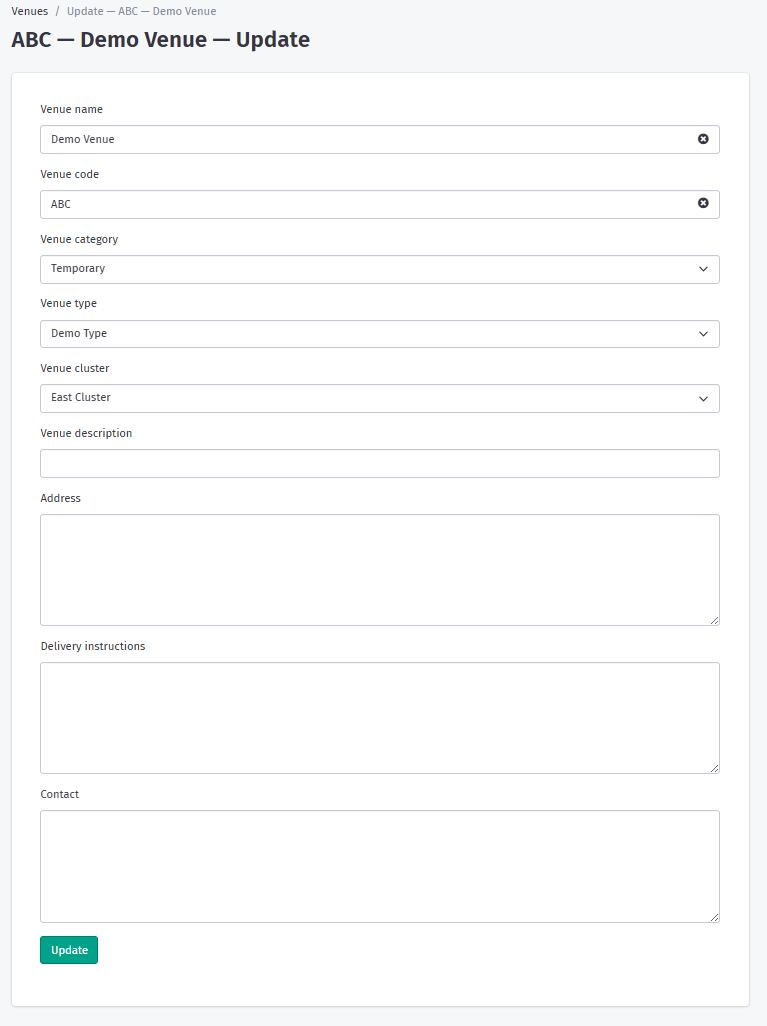 Venues / Update — ABC — Demo Venue
ABC — Demo Venue — Update
Venue name
Demo Venue
Venue code
ABC
Venue category
Temporary
Venue type
Demo Type
Venue cluster
East Cluster
Venue description
Address
Delivery instructions
Contact
Update